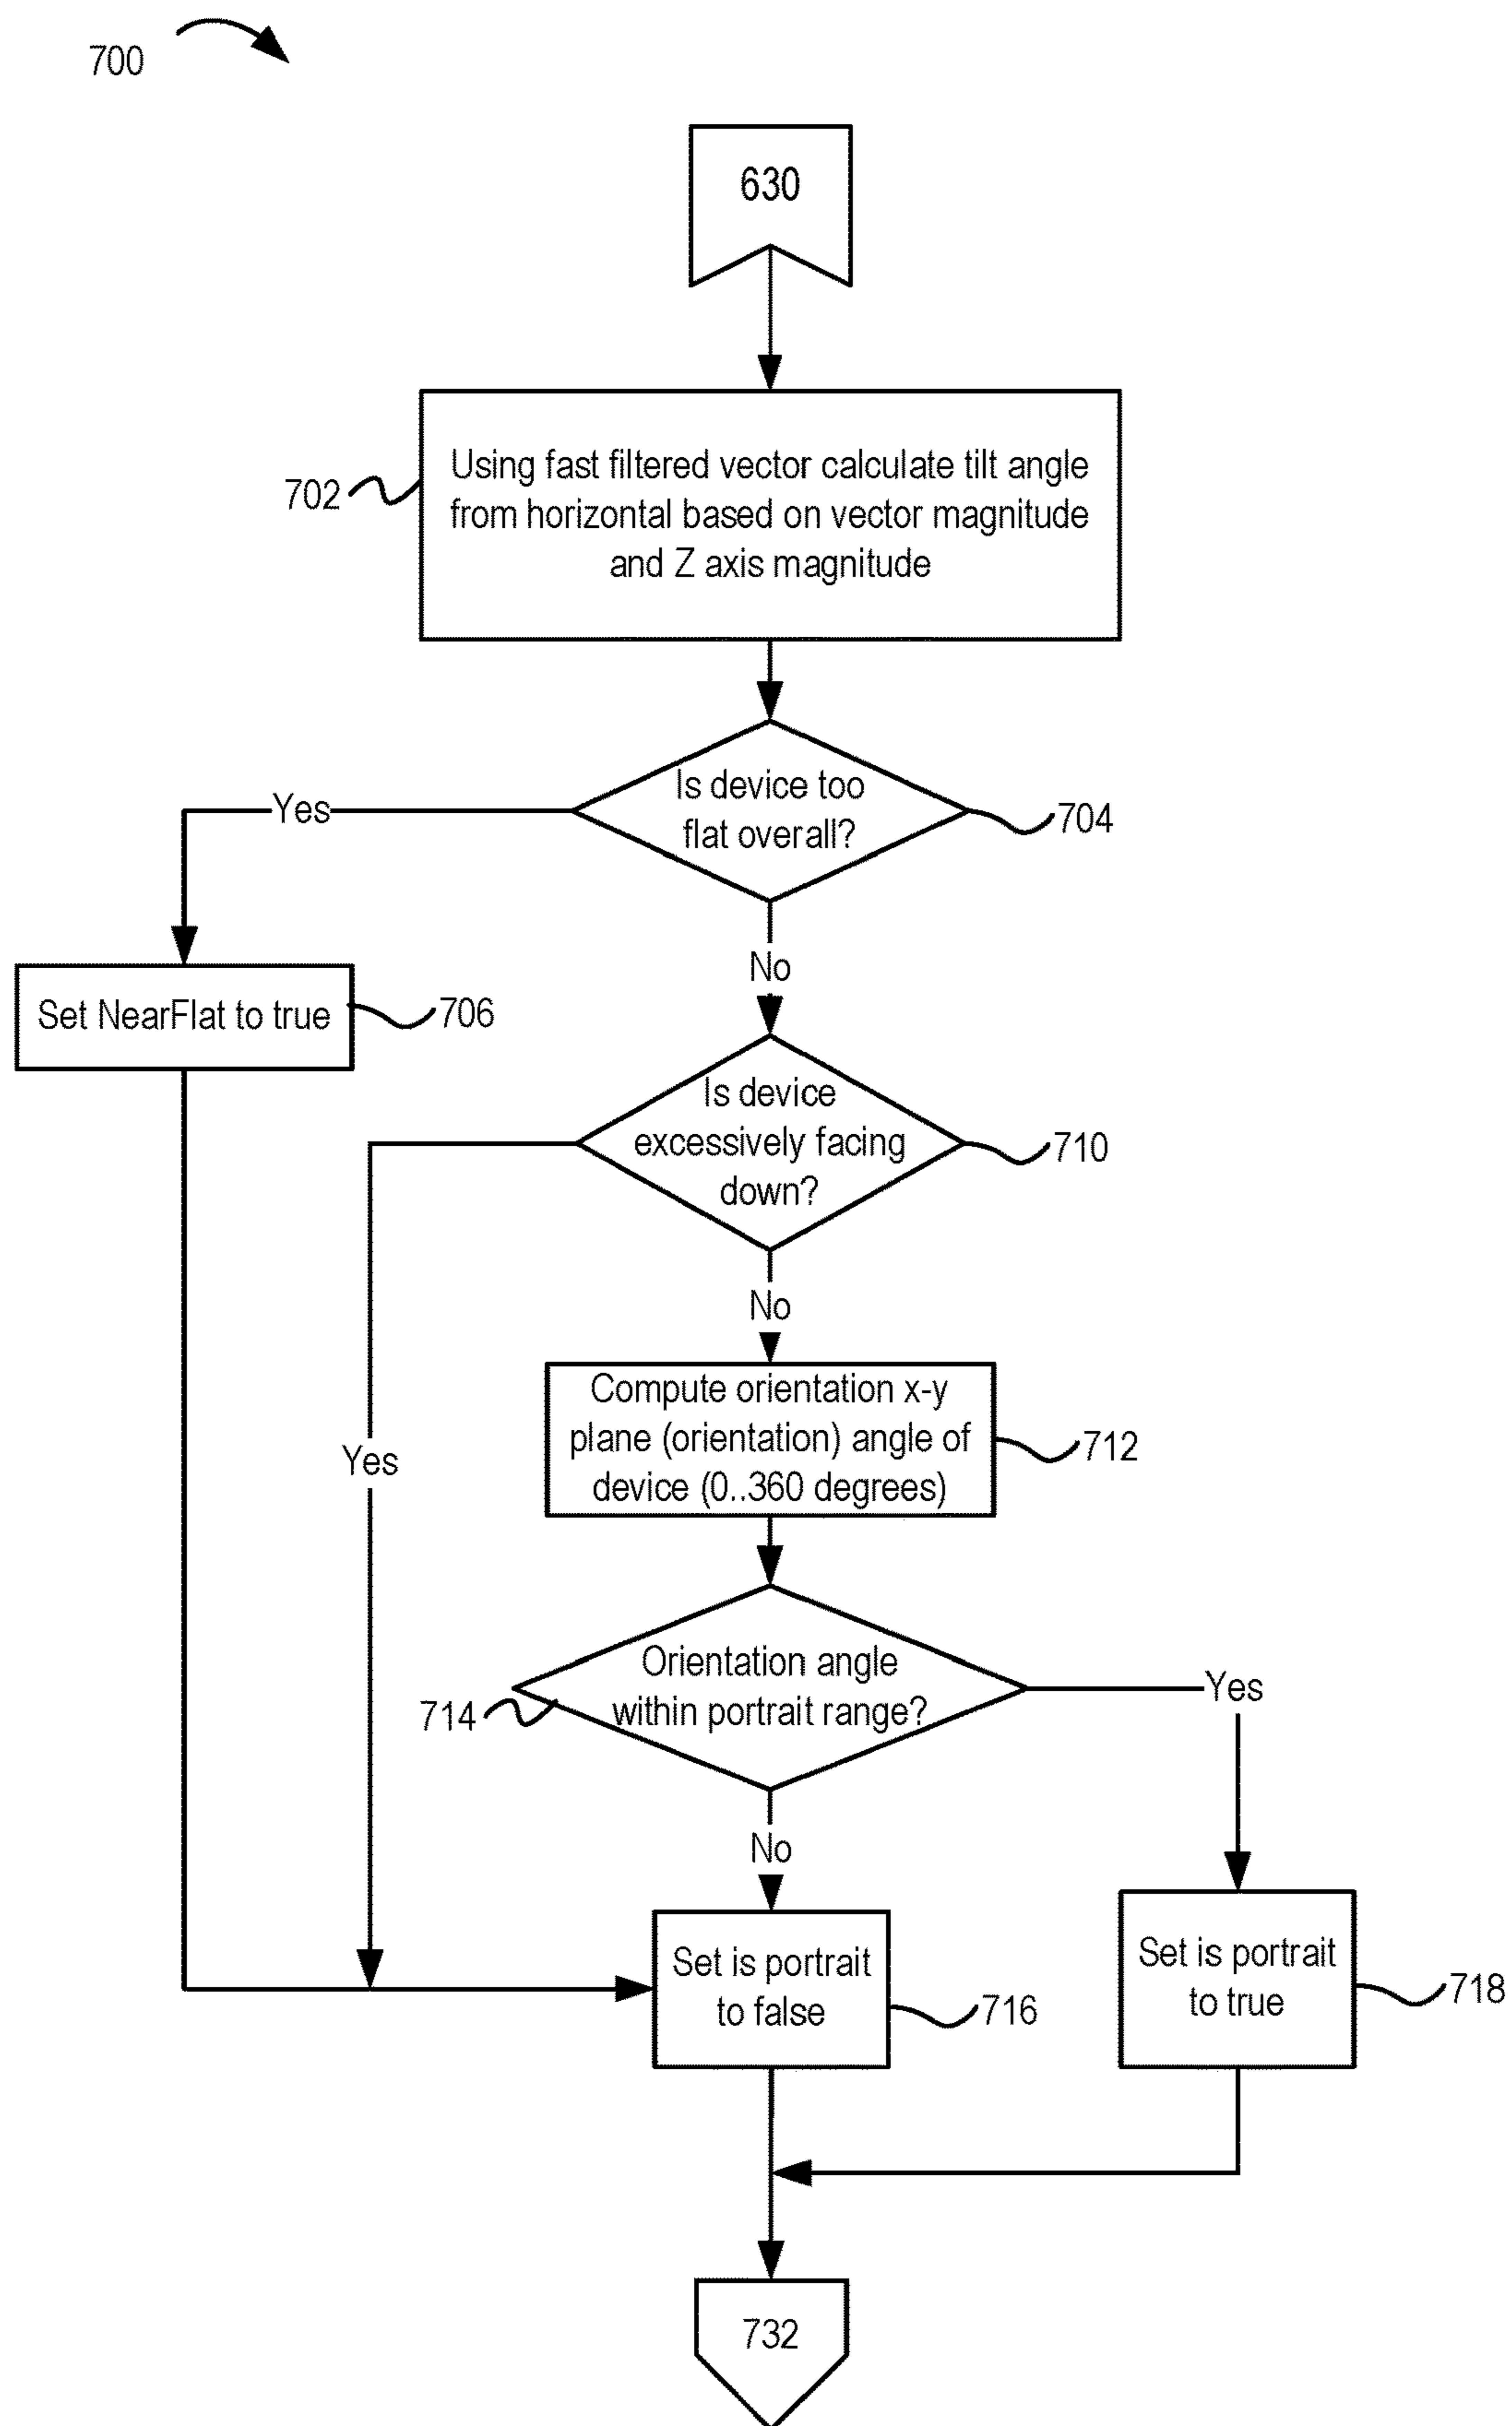 700
630
702
Using fast filtered vector calculate tilt angle
from horizontal based on vector magnitude
and Z axis magnitude
Is device too
flat overall?
704
Yes
No
Set NearFlat to true
706
Is device
excessively facing
down?
710
No
Yes
Compute orientation x-y
plane (orientation) angle of
device (0..360 degrees)
712
Orientation angle
within portrait range?
714
Yes
No
Set is portrait
to false
716
Set is portrait
to true
718
732